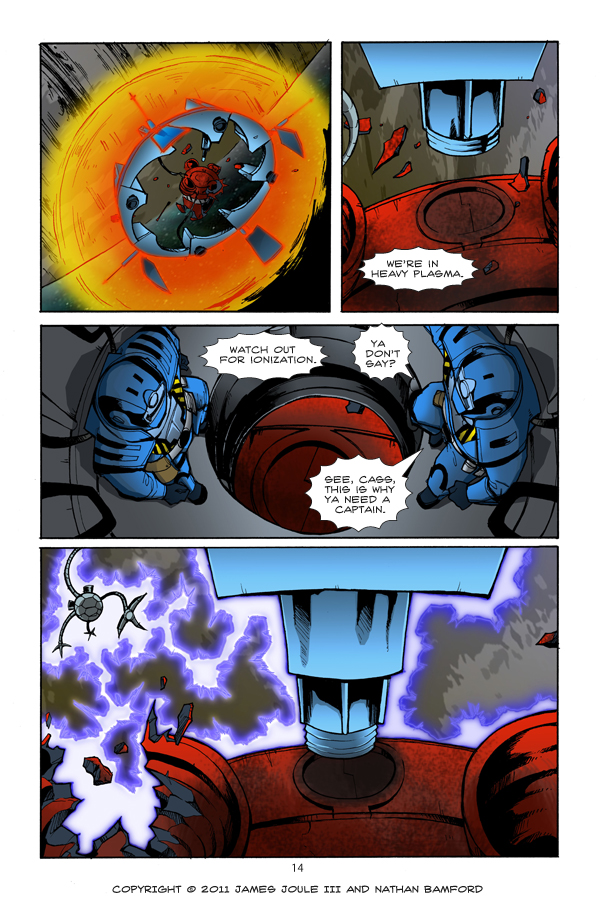 WE'RE IN
HEAVY PLASMA.
WATCH OUT
FOR IONIZATION.
YA
DON'T
SAY?
SEE, CASS,
THIS IS WHY
YA NEED A
CAPTAIN.
14
COPYRIGHT © 2011 JAMES JOULE III AND NATHAN BAMFORD